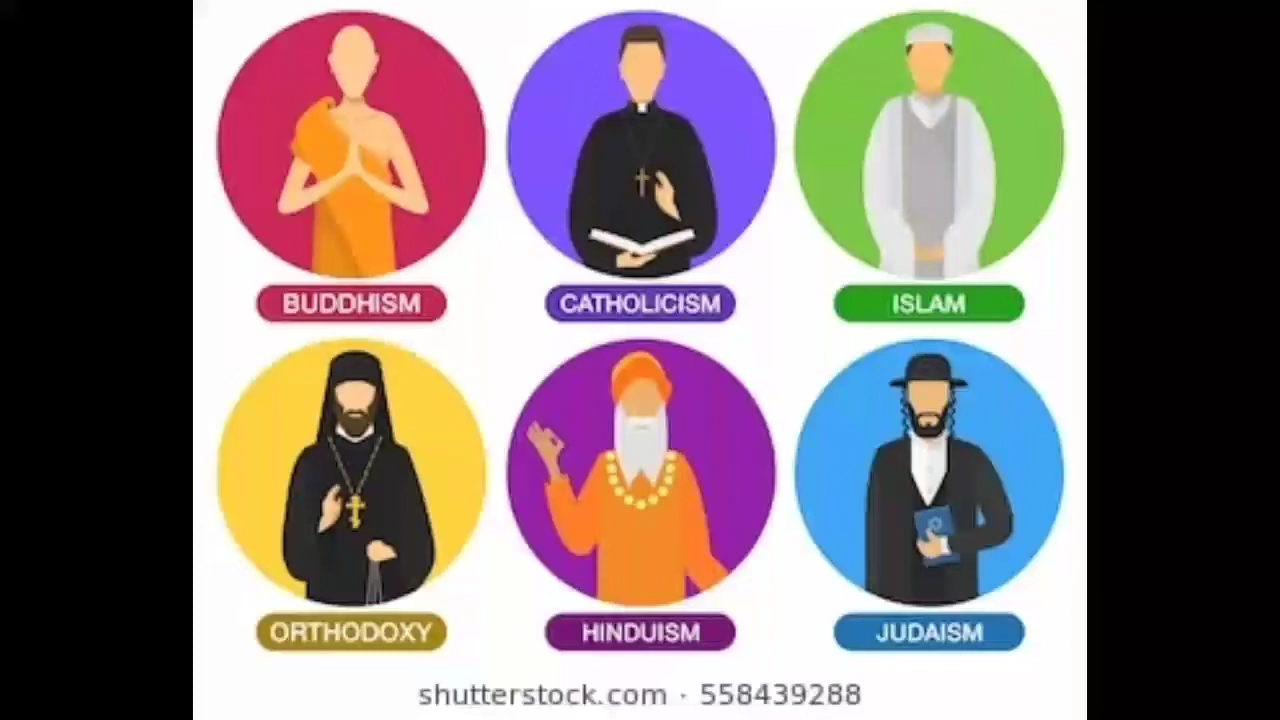 BUDDHISM
CATHOLICISM
ISLAM
ORTHODOXY
HINDUISM
JUDAISM
shutterstock.com · 558439288